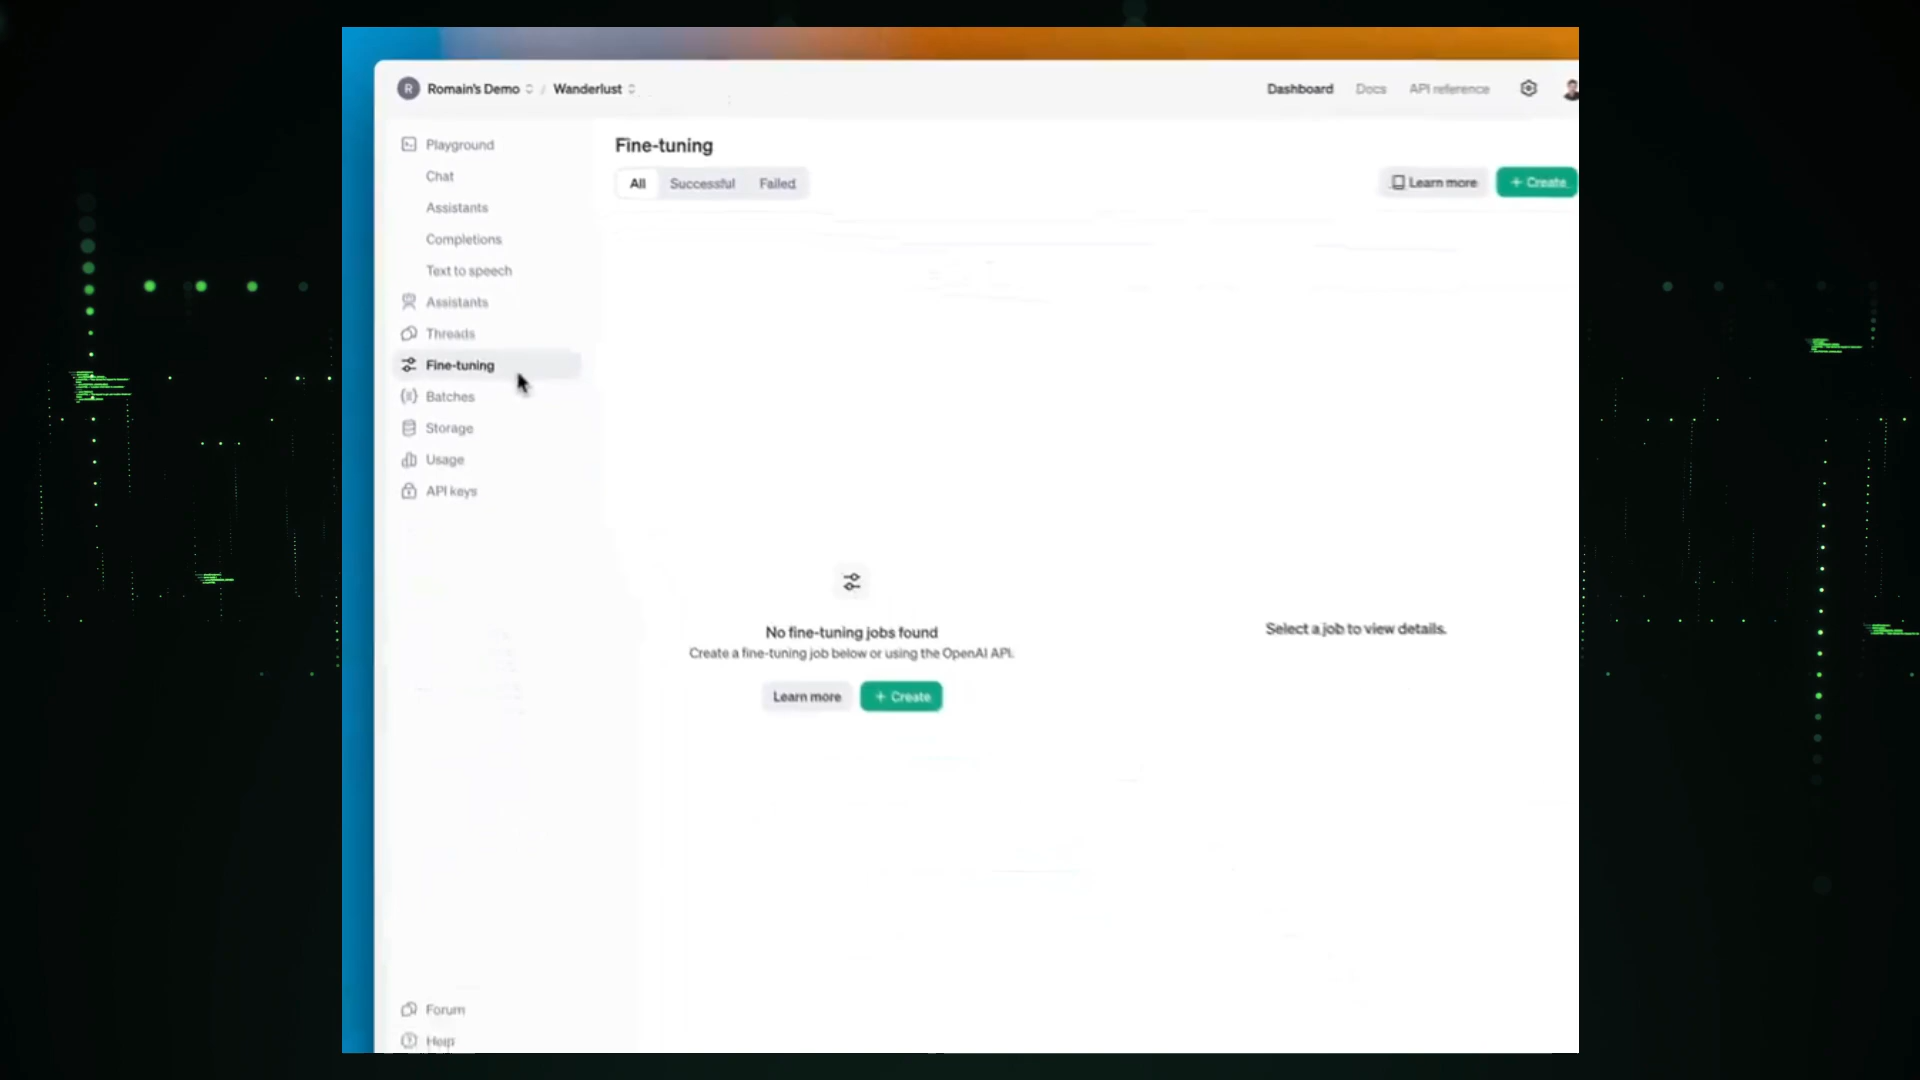 R Romain's Demo / Wanderlust
Dashboard Docs API reference
Playground
Chat
Assistants
Completions
Text to speech
Assistants
Threads
Fine-tuning
Batches
Storage
Usage
API keys
Forum
Help
Fine-tuning
All Successful Failed
Learn more + Create
No fine-tuning jobs found
Create a fine-tuning job below or using the OpenAI API.
Learn more + Create
Select a job to view details.